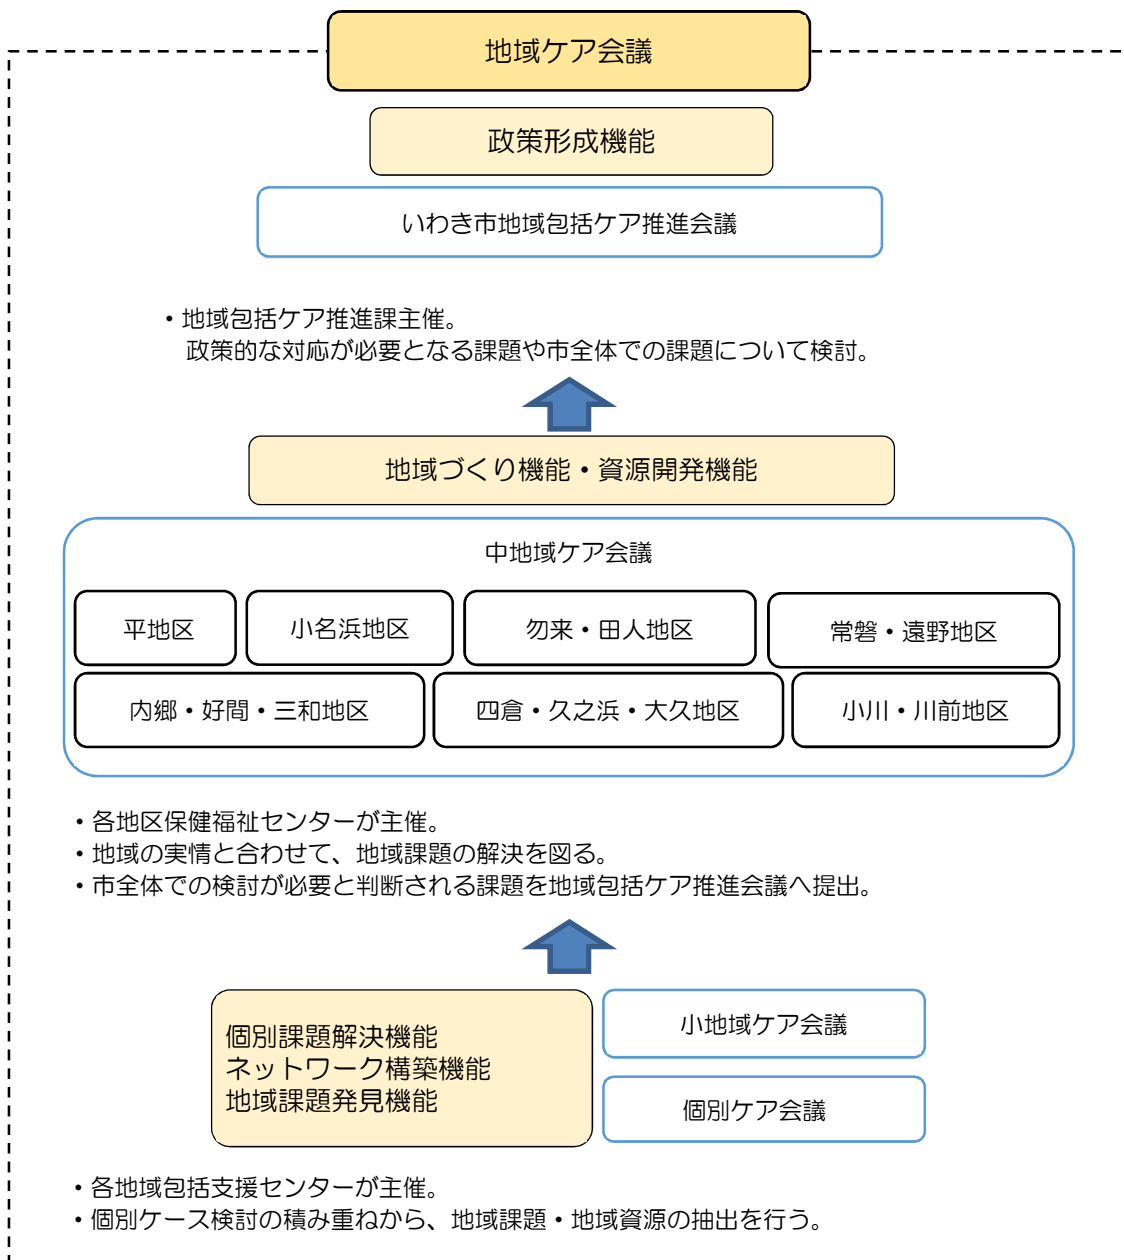 地域ケア会議
政策形成機能
いわき市地域包括ケア推進会議
・地域包括ケア推進課主催。
政策的な対応が必要となる課題や市全体での課題について検討。
地域づくり機能・資源開発機能
中地域ケア会議
平地区
小名浜地区
勿来・田人地区
常磐・遠野地区
内郷・好間・三和地区
四倉・久之浜・大久地区
小川・川前地区
・各地区保健福祉センターが主催。
・地域の実情と合わせて、地域課題の解決を図る。
・市全体での検討が必要と判断される課題を地域包括ケア推進会議へ提出。
個別課題解決機能
ネットワーク構築機能
地域課題発見機能
小地域ケア会議
個別ケア会議
・各地域包括支援センターが主催。
・個別ケース検討の積み重ねから、地域課題・地域資源の抽出を行う。